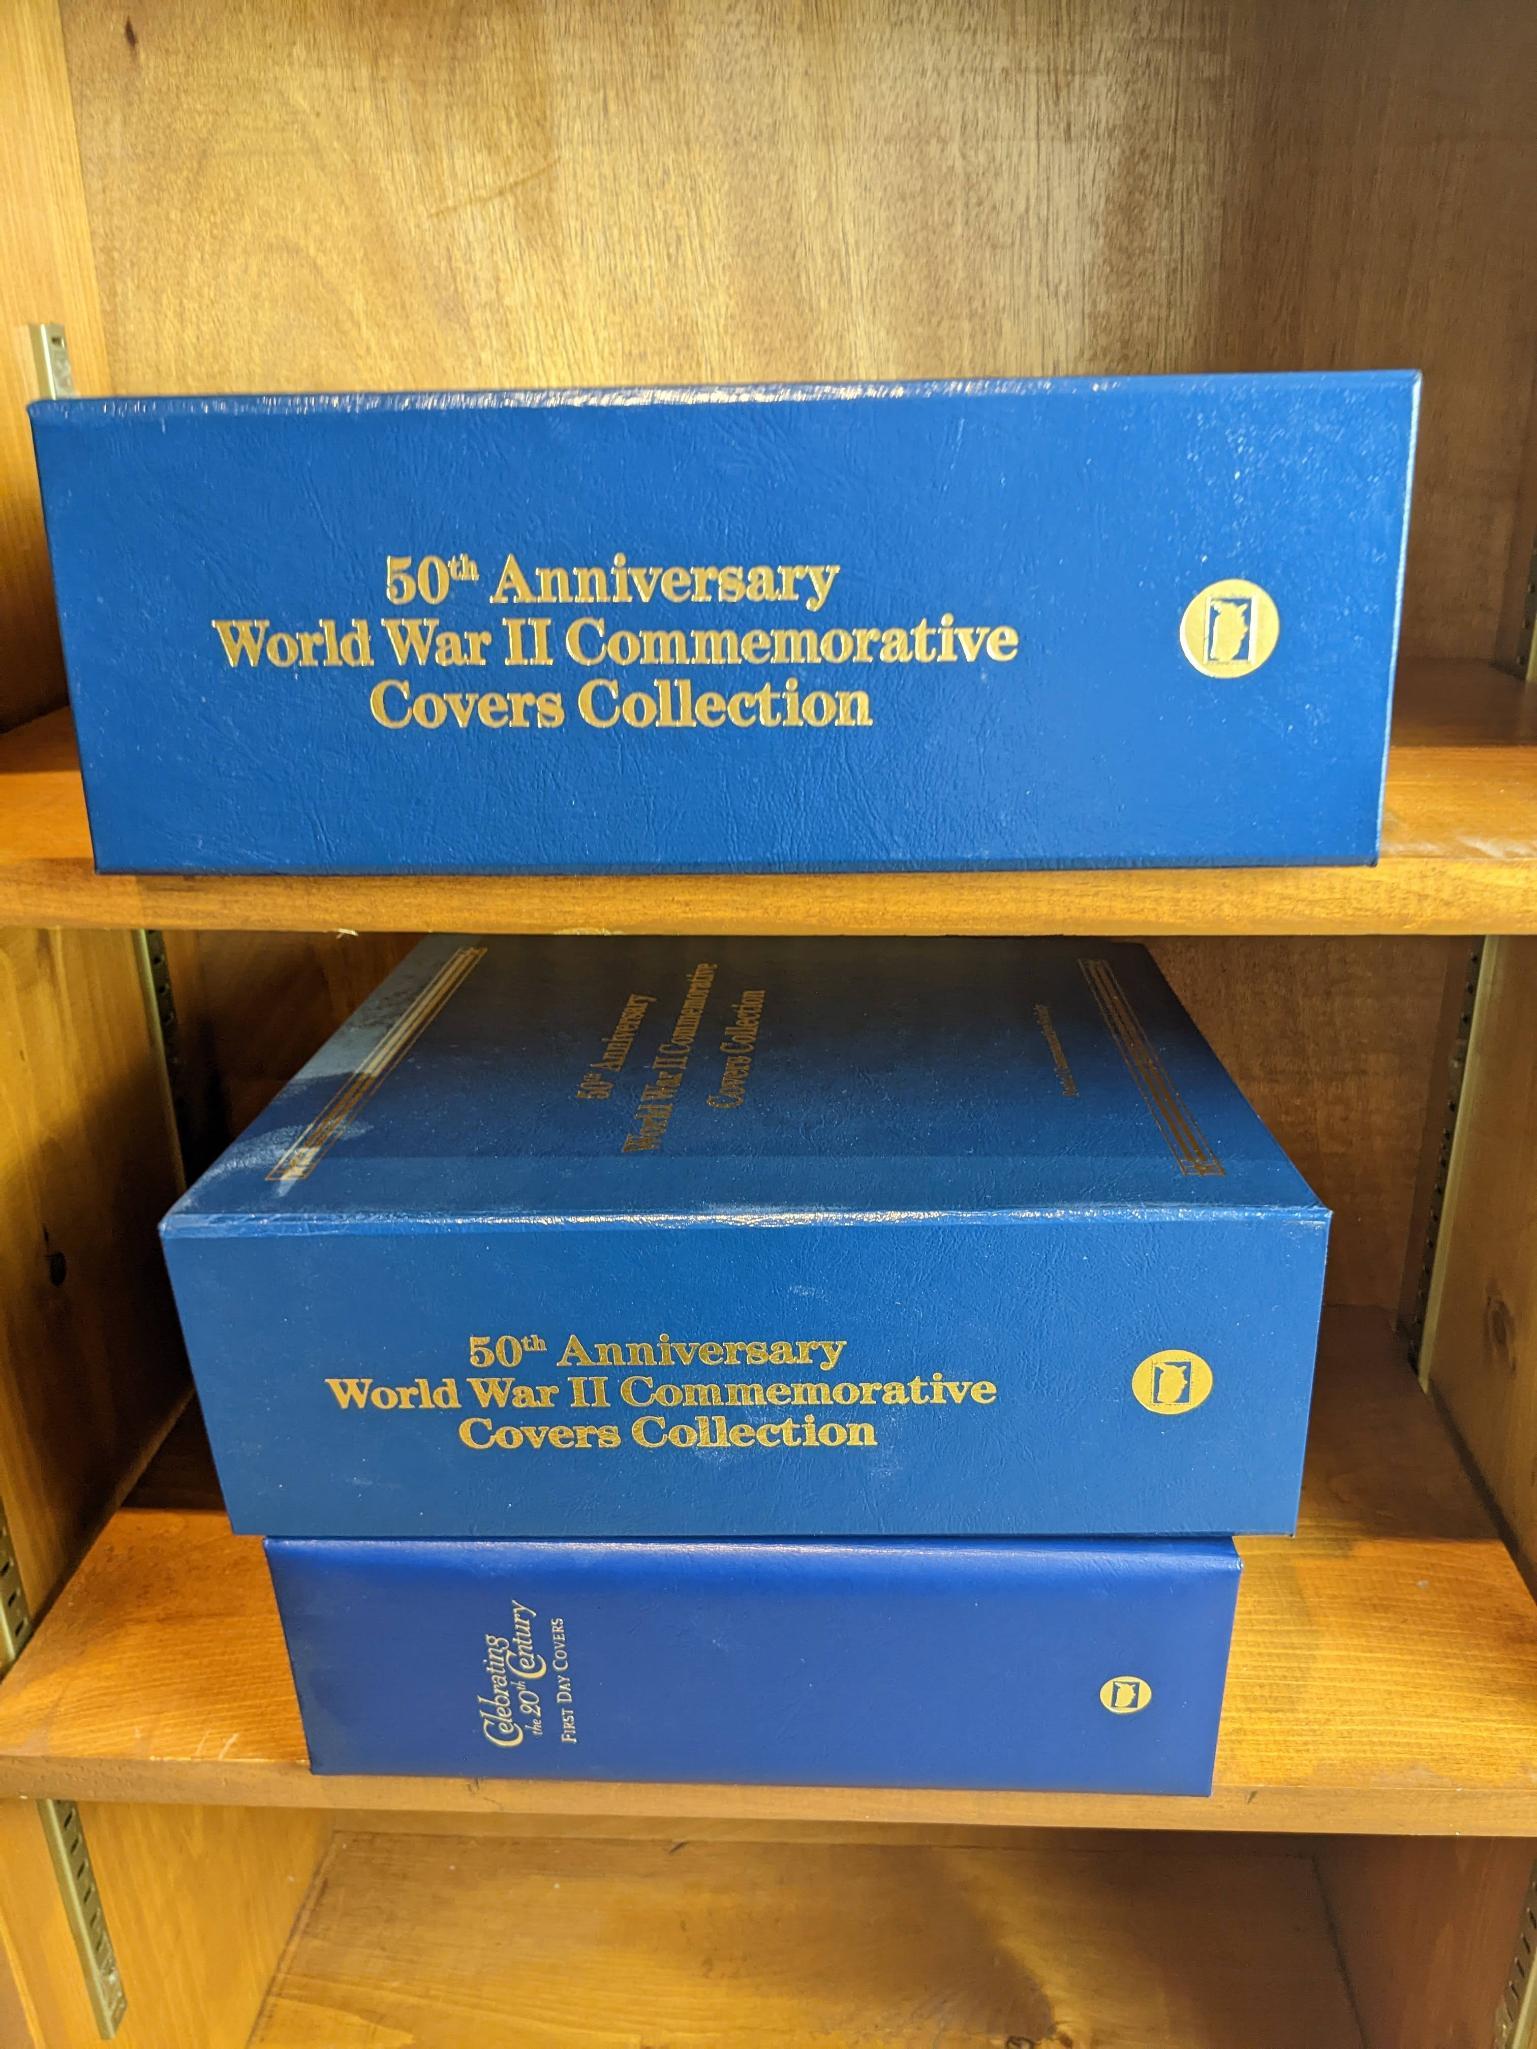 50th Anniversary
World War II Commemorative
Covers Collection
50th Anniversary
World War II Commemorative
Covers Collection
50th Anniversary
World War II Commemorative
Covers Collection
Celebrating
the 20th Century
FIRST DAY COVERS